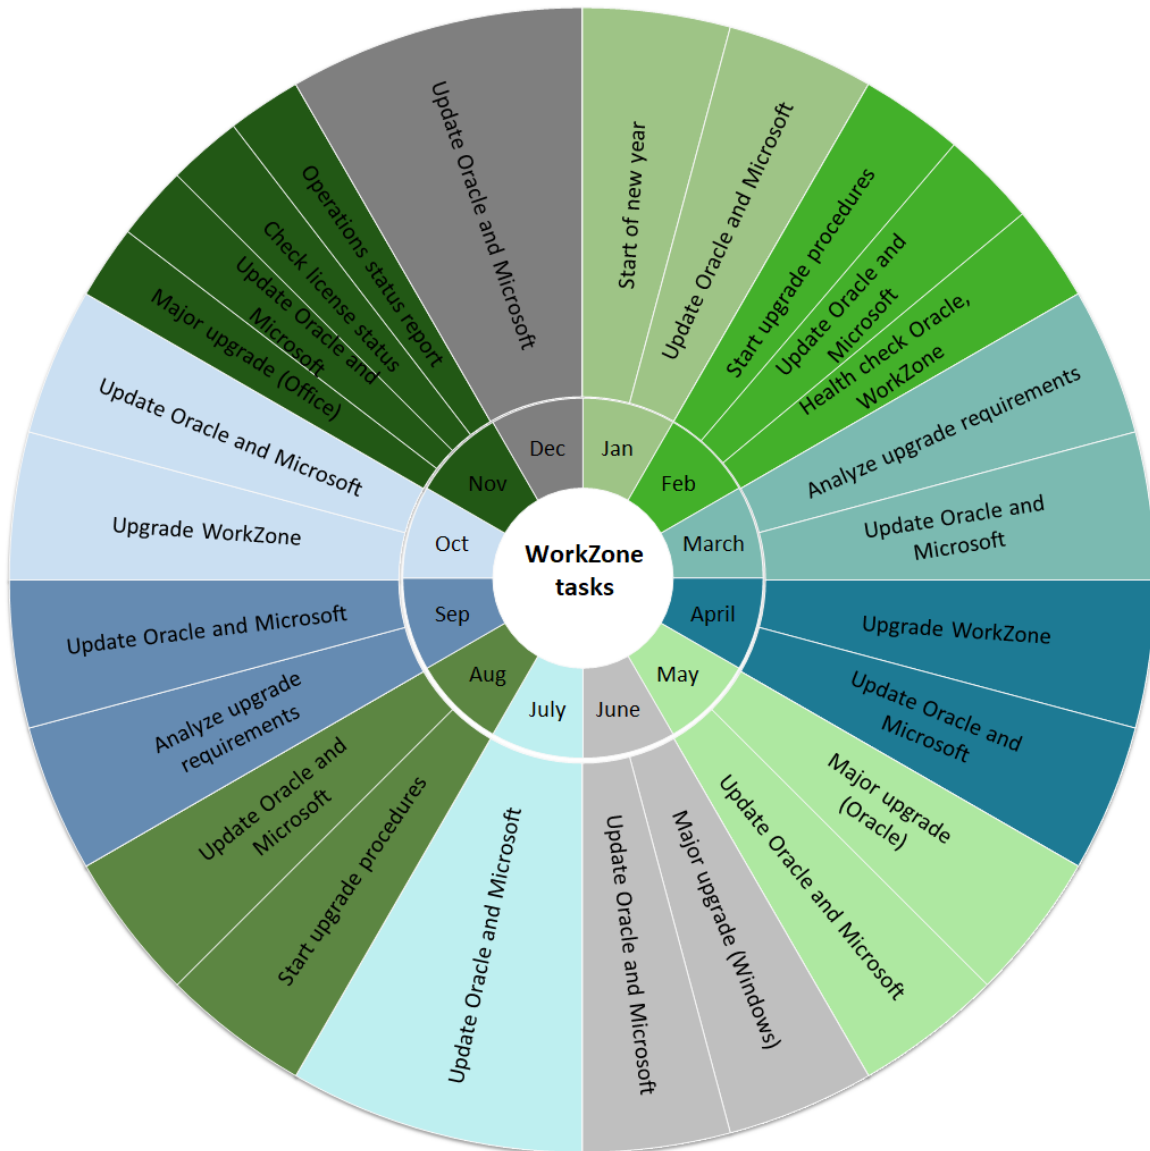 WorkZone
tasks
Jan
Start of new year
Update Oracle and Microsoft
Feb
Start upgrade procedures
Update Oracle and
Microsoft
Health check Oracle,
WorkZone
March
Analyze upgrade requirements
Update Oracle and
Microsoft
April
Upgrade WorkZone
Update Oracle and
Microsoft
May
Major upgrade
(Oracle)
Update Oracle and Microsoft
June
Major upgrade (Windows)
Update Oracle and Microsoft
July
Update Oracle and Microsoft
Aug
Start upgrade procedures
Update Oracle and
Microsoft
Sep
Analyze upgrade
requirements
Update Oracle and Microsoft
Oct
Upgrade WorkZone
Update Oracle and Microsoft
Nov
Major upgrade (Office)
Update Oracle and
Microsoft
Check license status
Operations status report
Dec
Update Oracle and Microsoft